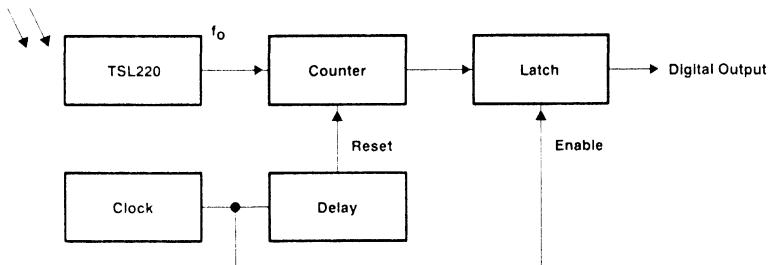 fo
TSL220
Counter
Latch
Digital Output
Reset
Enable
Clock
Delay